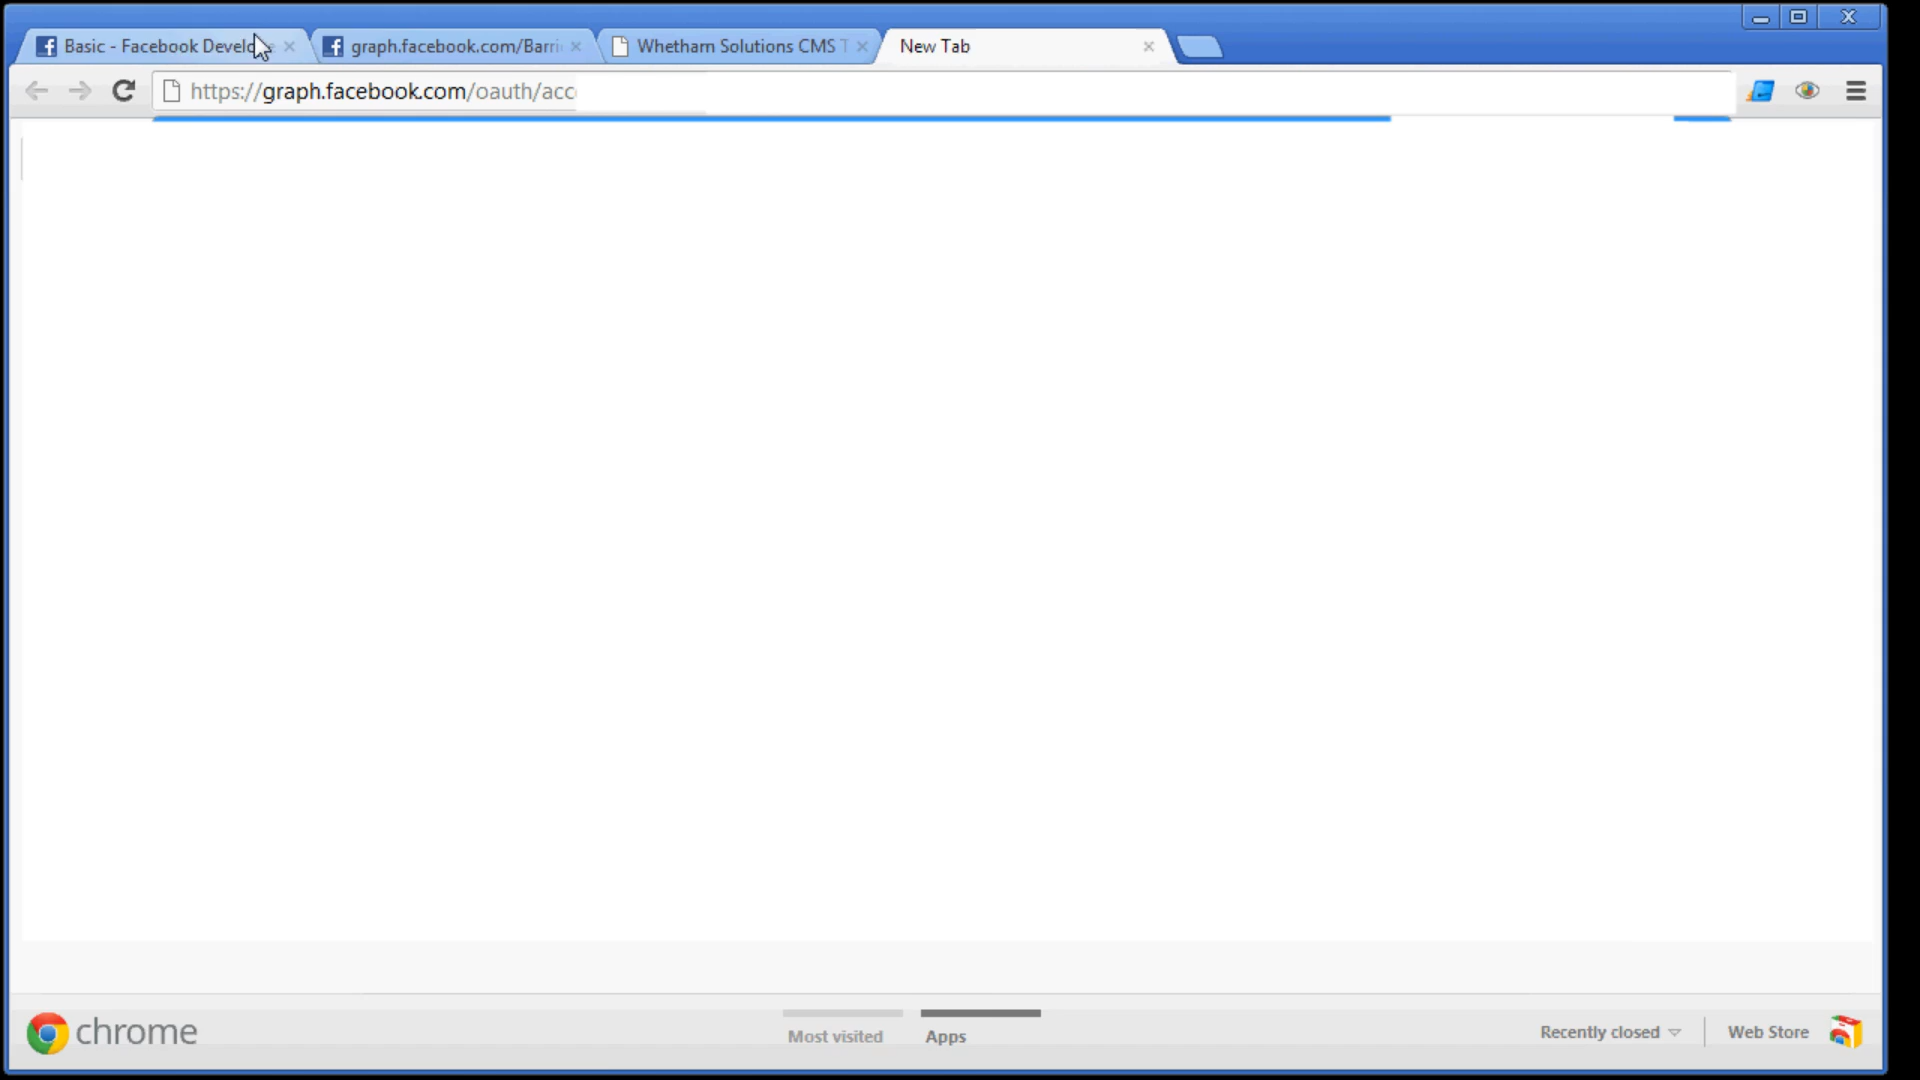 Basic - Facebook Develo
graph.facebook.com/Barri
Whetham Solutions CMS T
New Tab
https://graph.facebook.com/oauth/acc
chrome
Most visited
Apps
Recently closed
Web Store